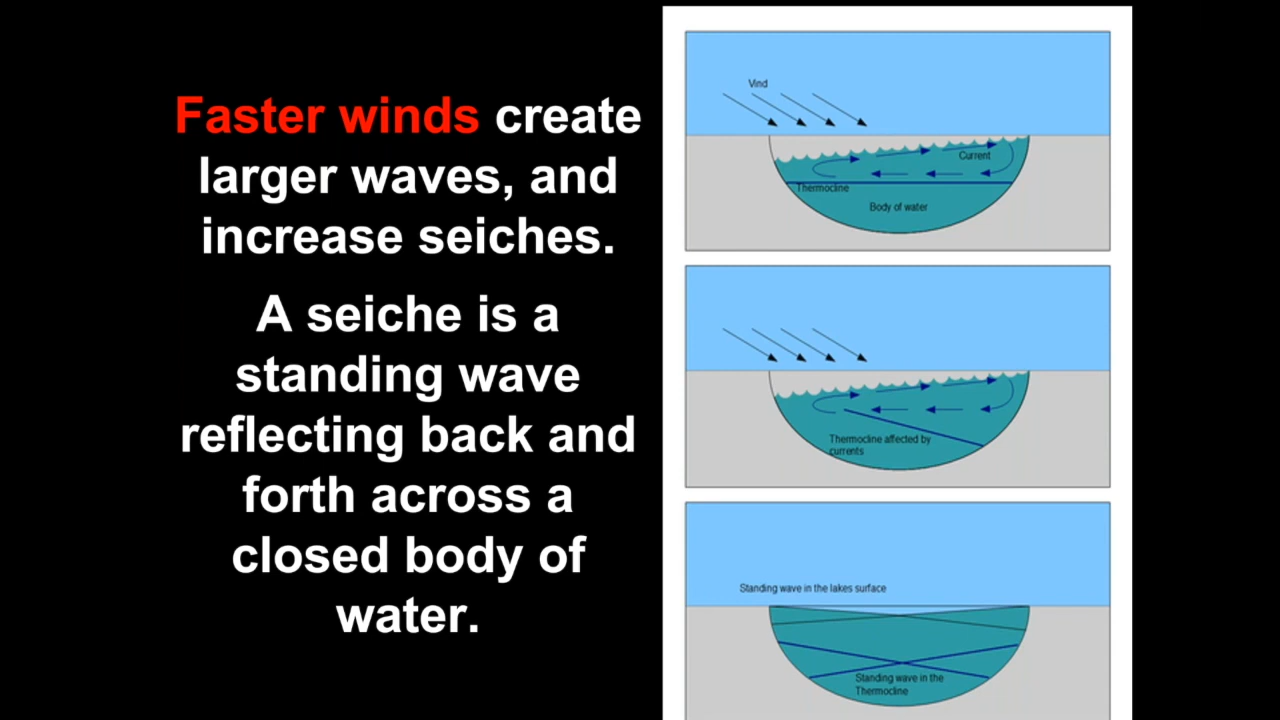 Faster winds create
larger waves, and
increase seiches.
A seiche is a
standing wave
reflecting back and
forth across a
closed body of
water.
Vind
Current
Thermocline
Body of water
Thermocline affected by
currents
Standing wave in the lakes surface
Standing wave in the
Thermocline